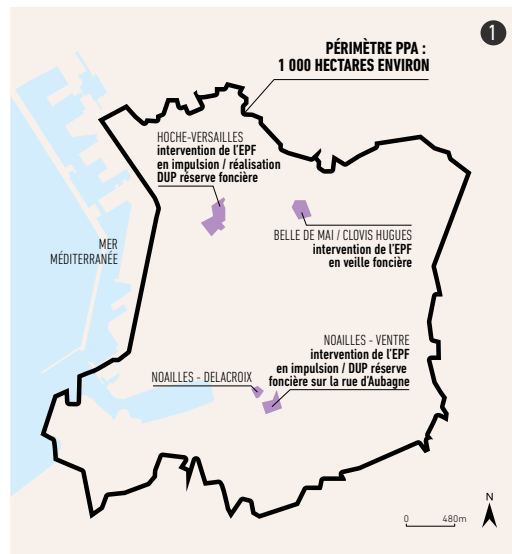 1
PÉRIMÈTRE PPA :
1 000 HECTARES ENVIRON
HOCHE-VERSAILLES
intervention de l'EPF
en impulsion / réalisation
DUP réserve foncière
MER
MÉDITERRANÉE
BELLE DE MAI / CLOVIS HUGUES
intervention de l'EPF
en veille foncière
NOAILLES - VENTRE
intervention de l'EPF
en impulsion / DUP réserve
foncière sur la rue d'Aubagne
NOAILLES - DELACROIX
N
0 480m